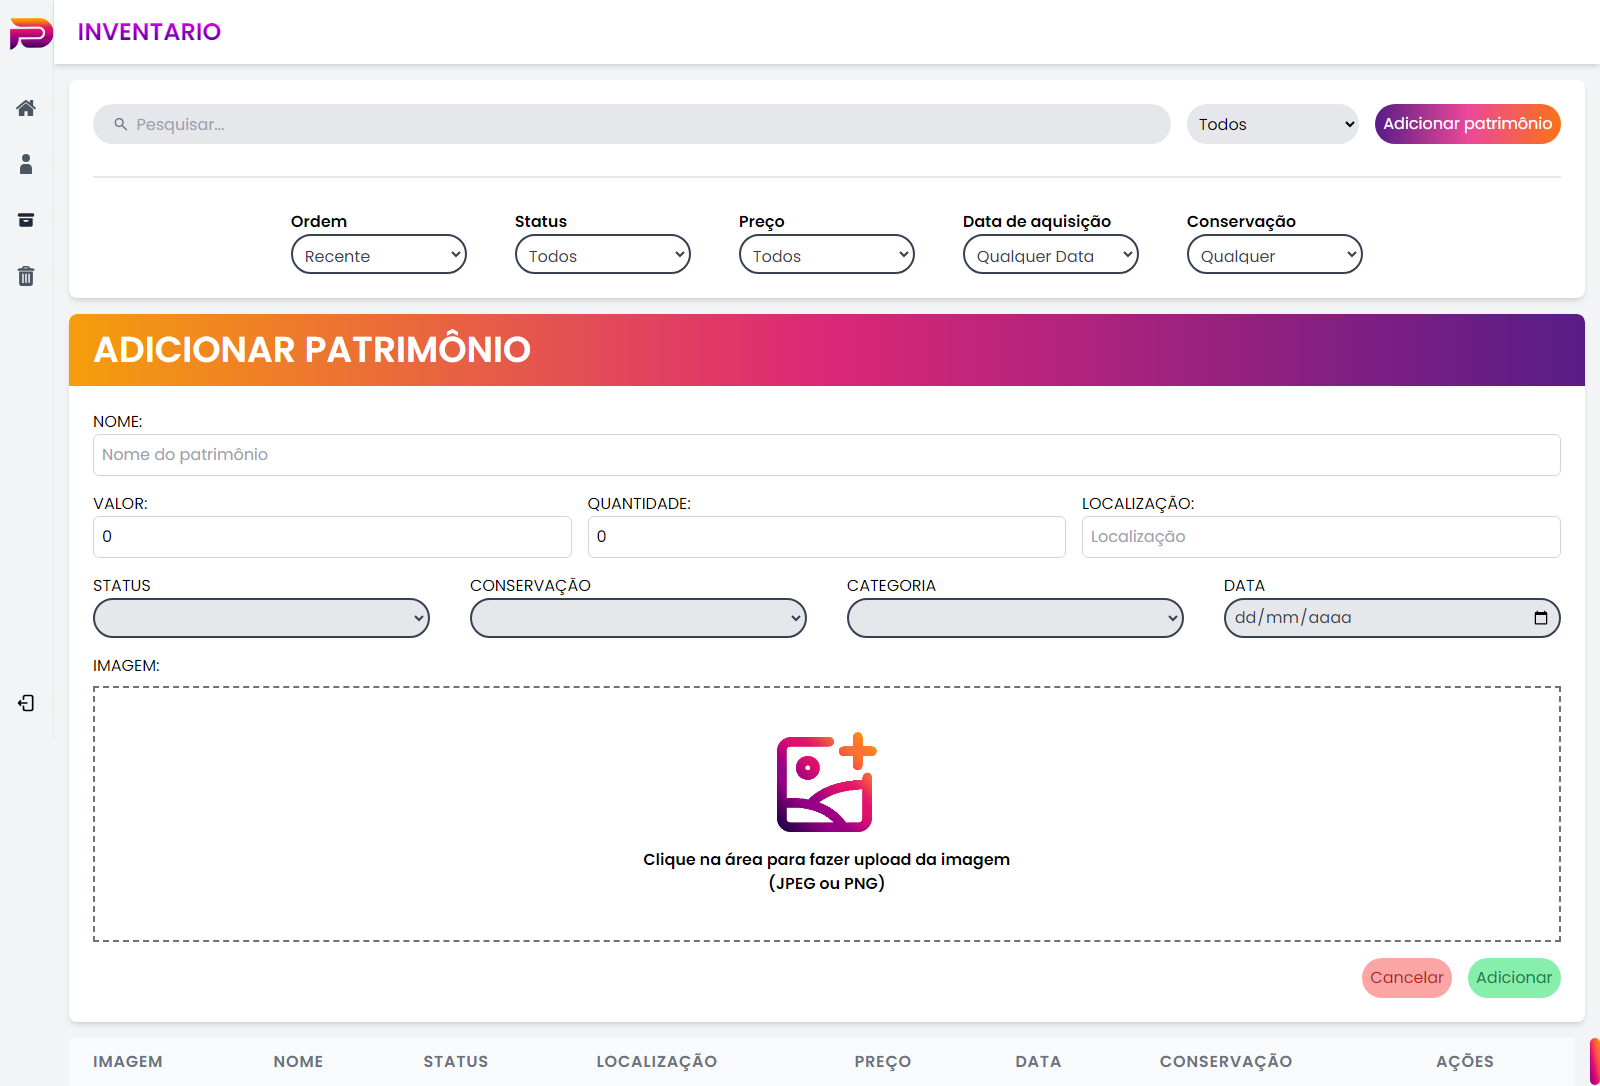 INVENTARIO
Pesquisar...
Todos
Adicionar patrimônio
Ordem
Status
Preço
Data de aquisição
Conservação
Recente
Todos
Todos
Qualquer Data
Qualquer
ADICIONAR PATRIMÔNIO
NOME:
Nome do patrimônio
VALOR:
QUANTIDADE:
LOCALIZAÇÃO:
0
0
Localização
STATUS
CONSERVAÇÃO
CATEGORIA
DATA
dd/mm/aaaa
IMAGEM:
Clique na área para fazer upload da imagem
(JPEG ou PNG)
Cancelar
Adicionar
IMAGEM
NOME
STATUS
LOCALIZAÇÃO
PREÇO
DATA
CONSERVAÇÃO
AÇÕES